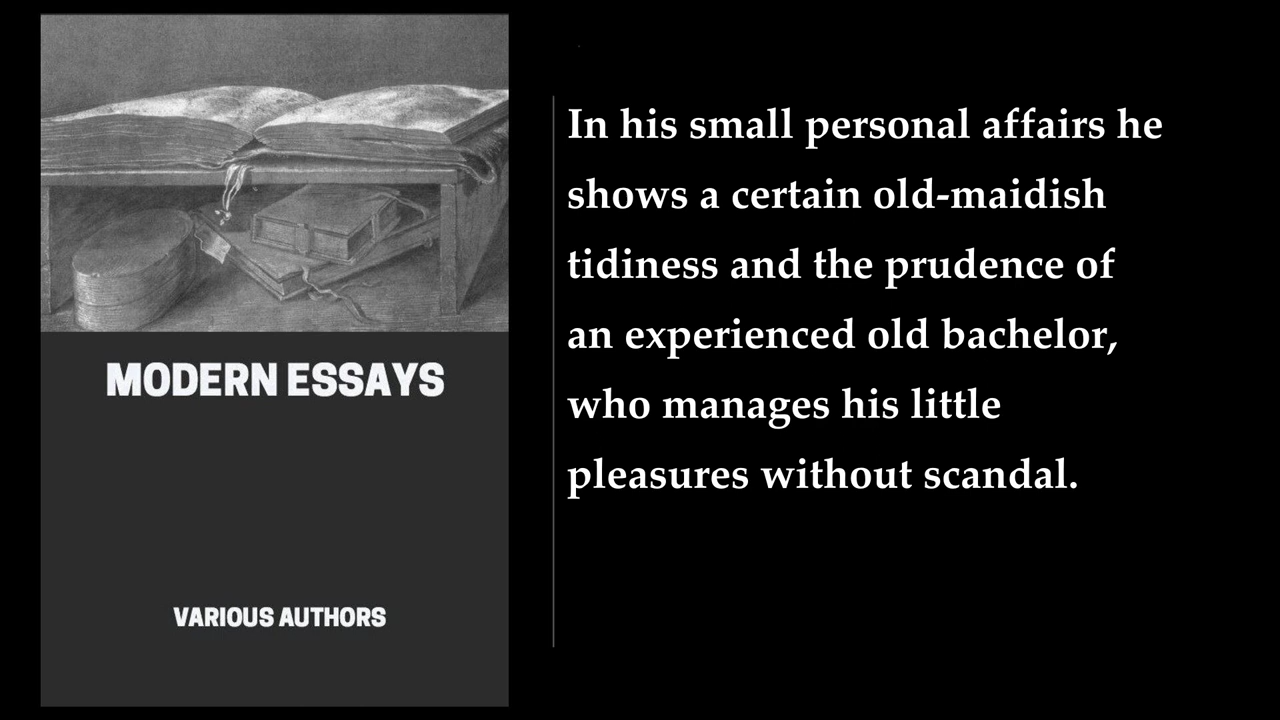 MODERN ESSAYS
VARIOUS AUTHORS
In his small personal affairs he
shows a certain old-maidish
tidiness and the prudence of
an experienced old bachelor,
who manages his little
pleasures without scandal.